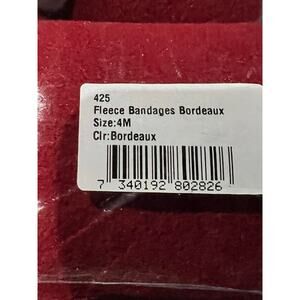 425
Fleece Bandages Bordeaux
Size:4M
Clr:Bordeaux
7 340192 802826